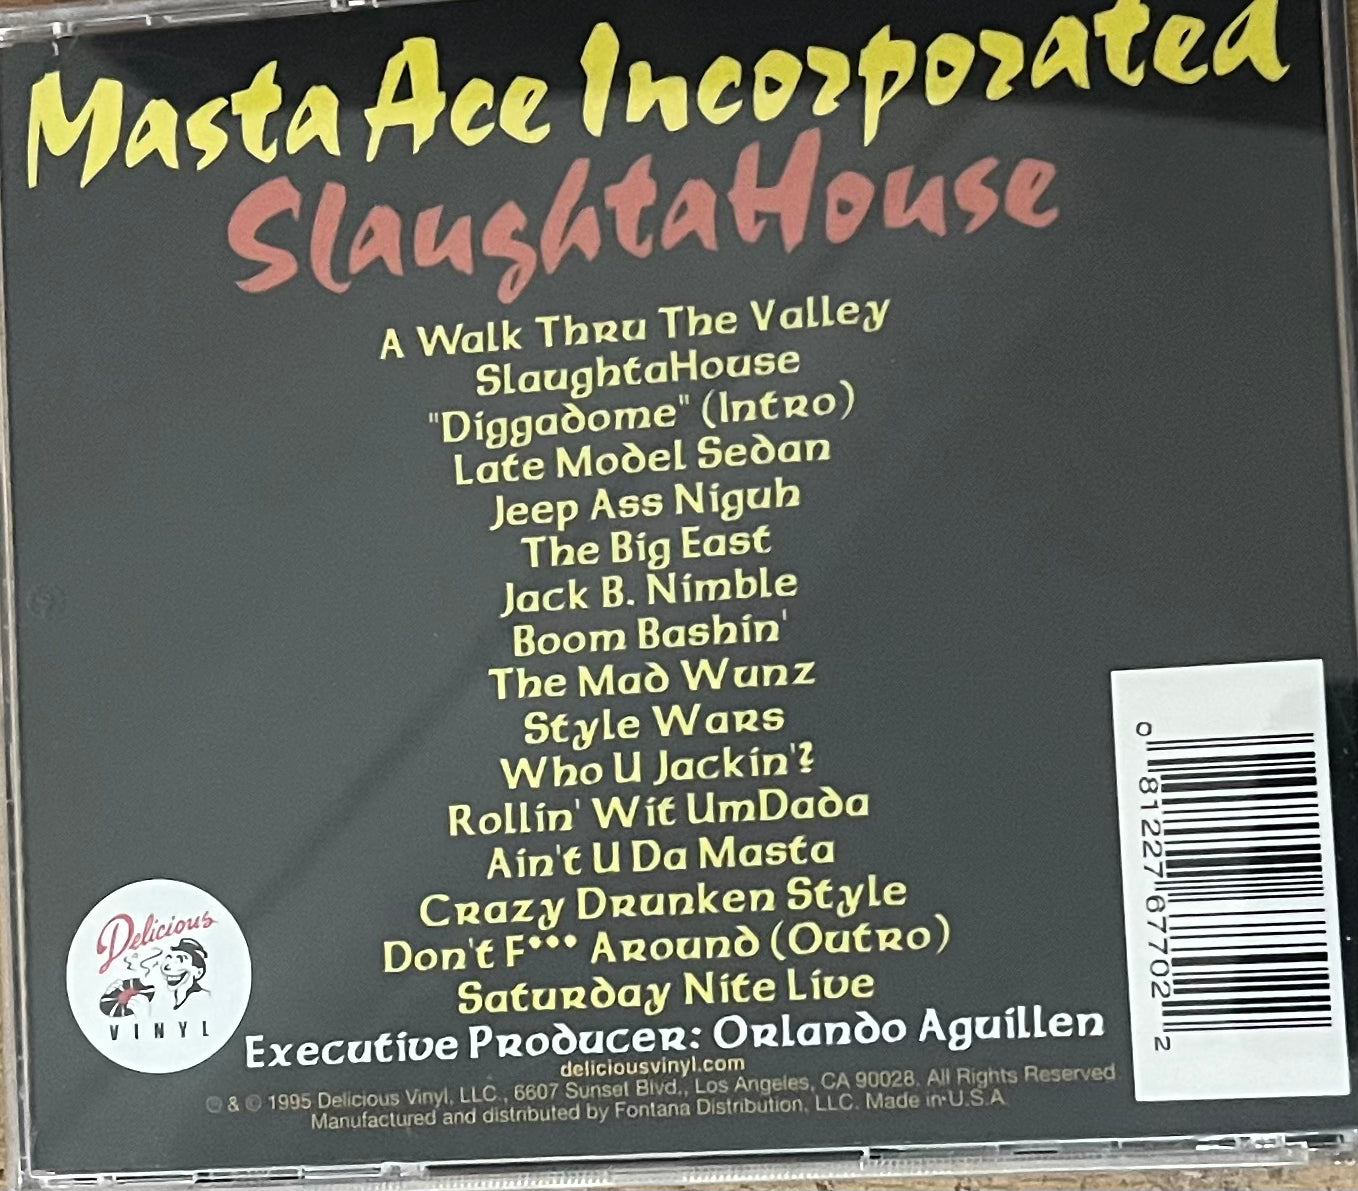 Masta Ace Incorporated
SlaughtaHouse
A Walk Thru The Valley
SlaughtaHouse
"Diggadome" (Intro)
Late Model Sedan
Jeep Ass Niguh
The Big East
Jack B. Nimble
Boom Bashin'
The Mad Wunz
Style Wars
Who U Jackin'?
Rollin' Wit UmDada
Ain't U Da Masta
Crazy Drunken Style
Don't F••• Around (Outro)
Saturday Nite Live
Executive Producer: Orlando Aguillen
deliciousvinyl.com
℗ & © 1995 Delicious Vinyl, LLC., 6607 Sunset Blvd,, Los Angeles, CA 90028. All Rights Reserved
Manufactured and distributed by Fontana Distribution, LLC. Made in U.S.A.
Delicious
VINYL
0 81227 67702 2